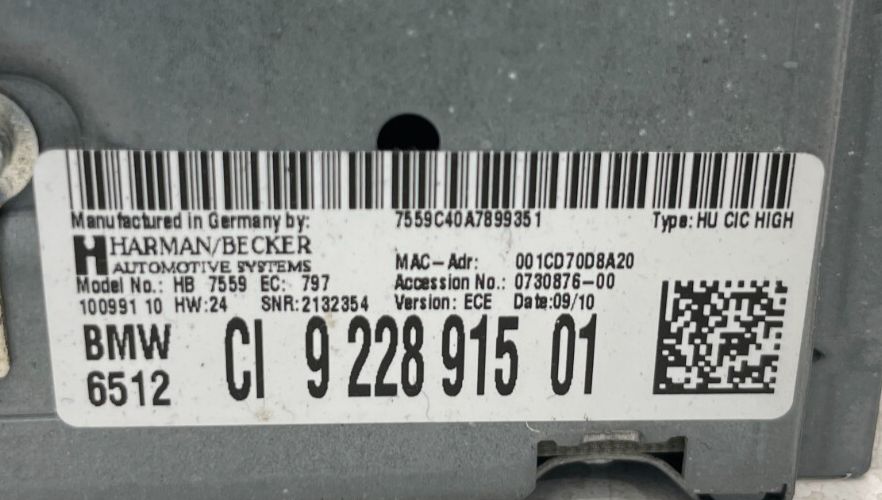 Manufactured in Germany by: 7559C40A7899351 Type: HU CIC HIGH
HARMAN/BECKER
AUTOMOTIVE SYSTEMS
MAC-Adr: 001CD70D8A20
Model No.: HB 7559 EC: 797 Accession No.: 0730876-00
100991 10 HW:24 SNR:2132354 Version: ECE Date:09/10
BMW
6512
CI 9 228 915 01